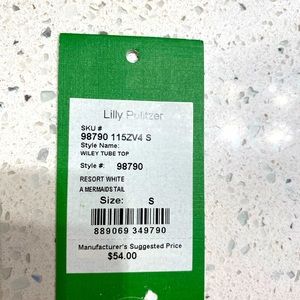 Lilly Pulitzer
SKU #
98790 115ZV4 S
Style Name:
WILEY TUBE TOP
Style #: 98790
RESORT WHITE
A MERMAIDS TAIL
Size: S
889069 349790
Manufacturer's Suggested Price
$54.00